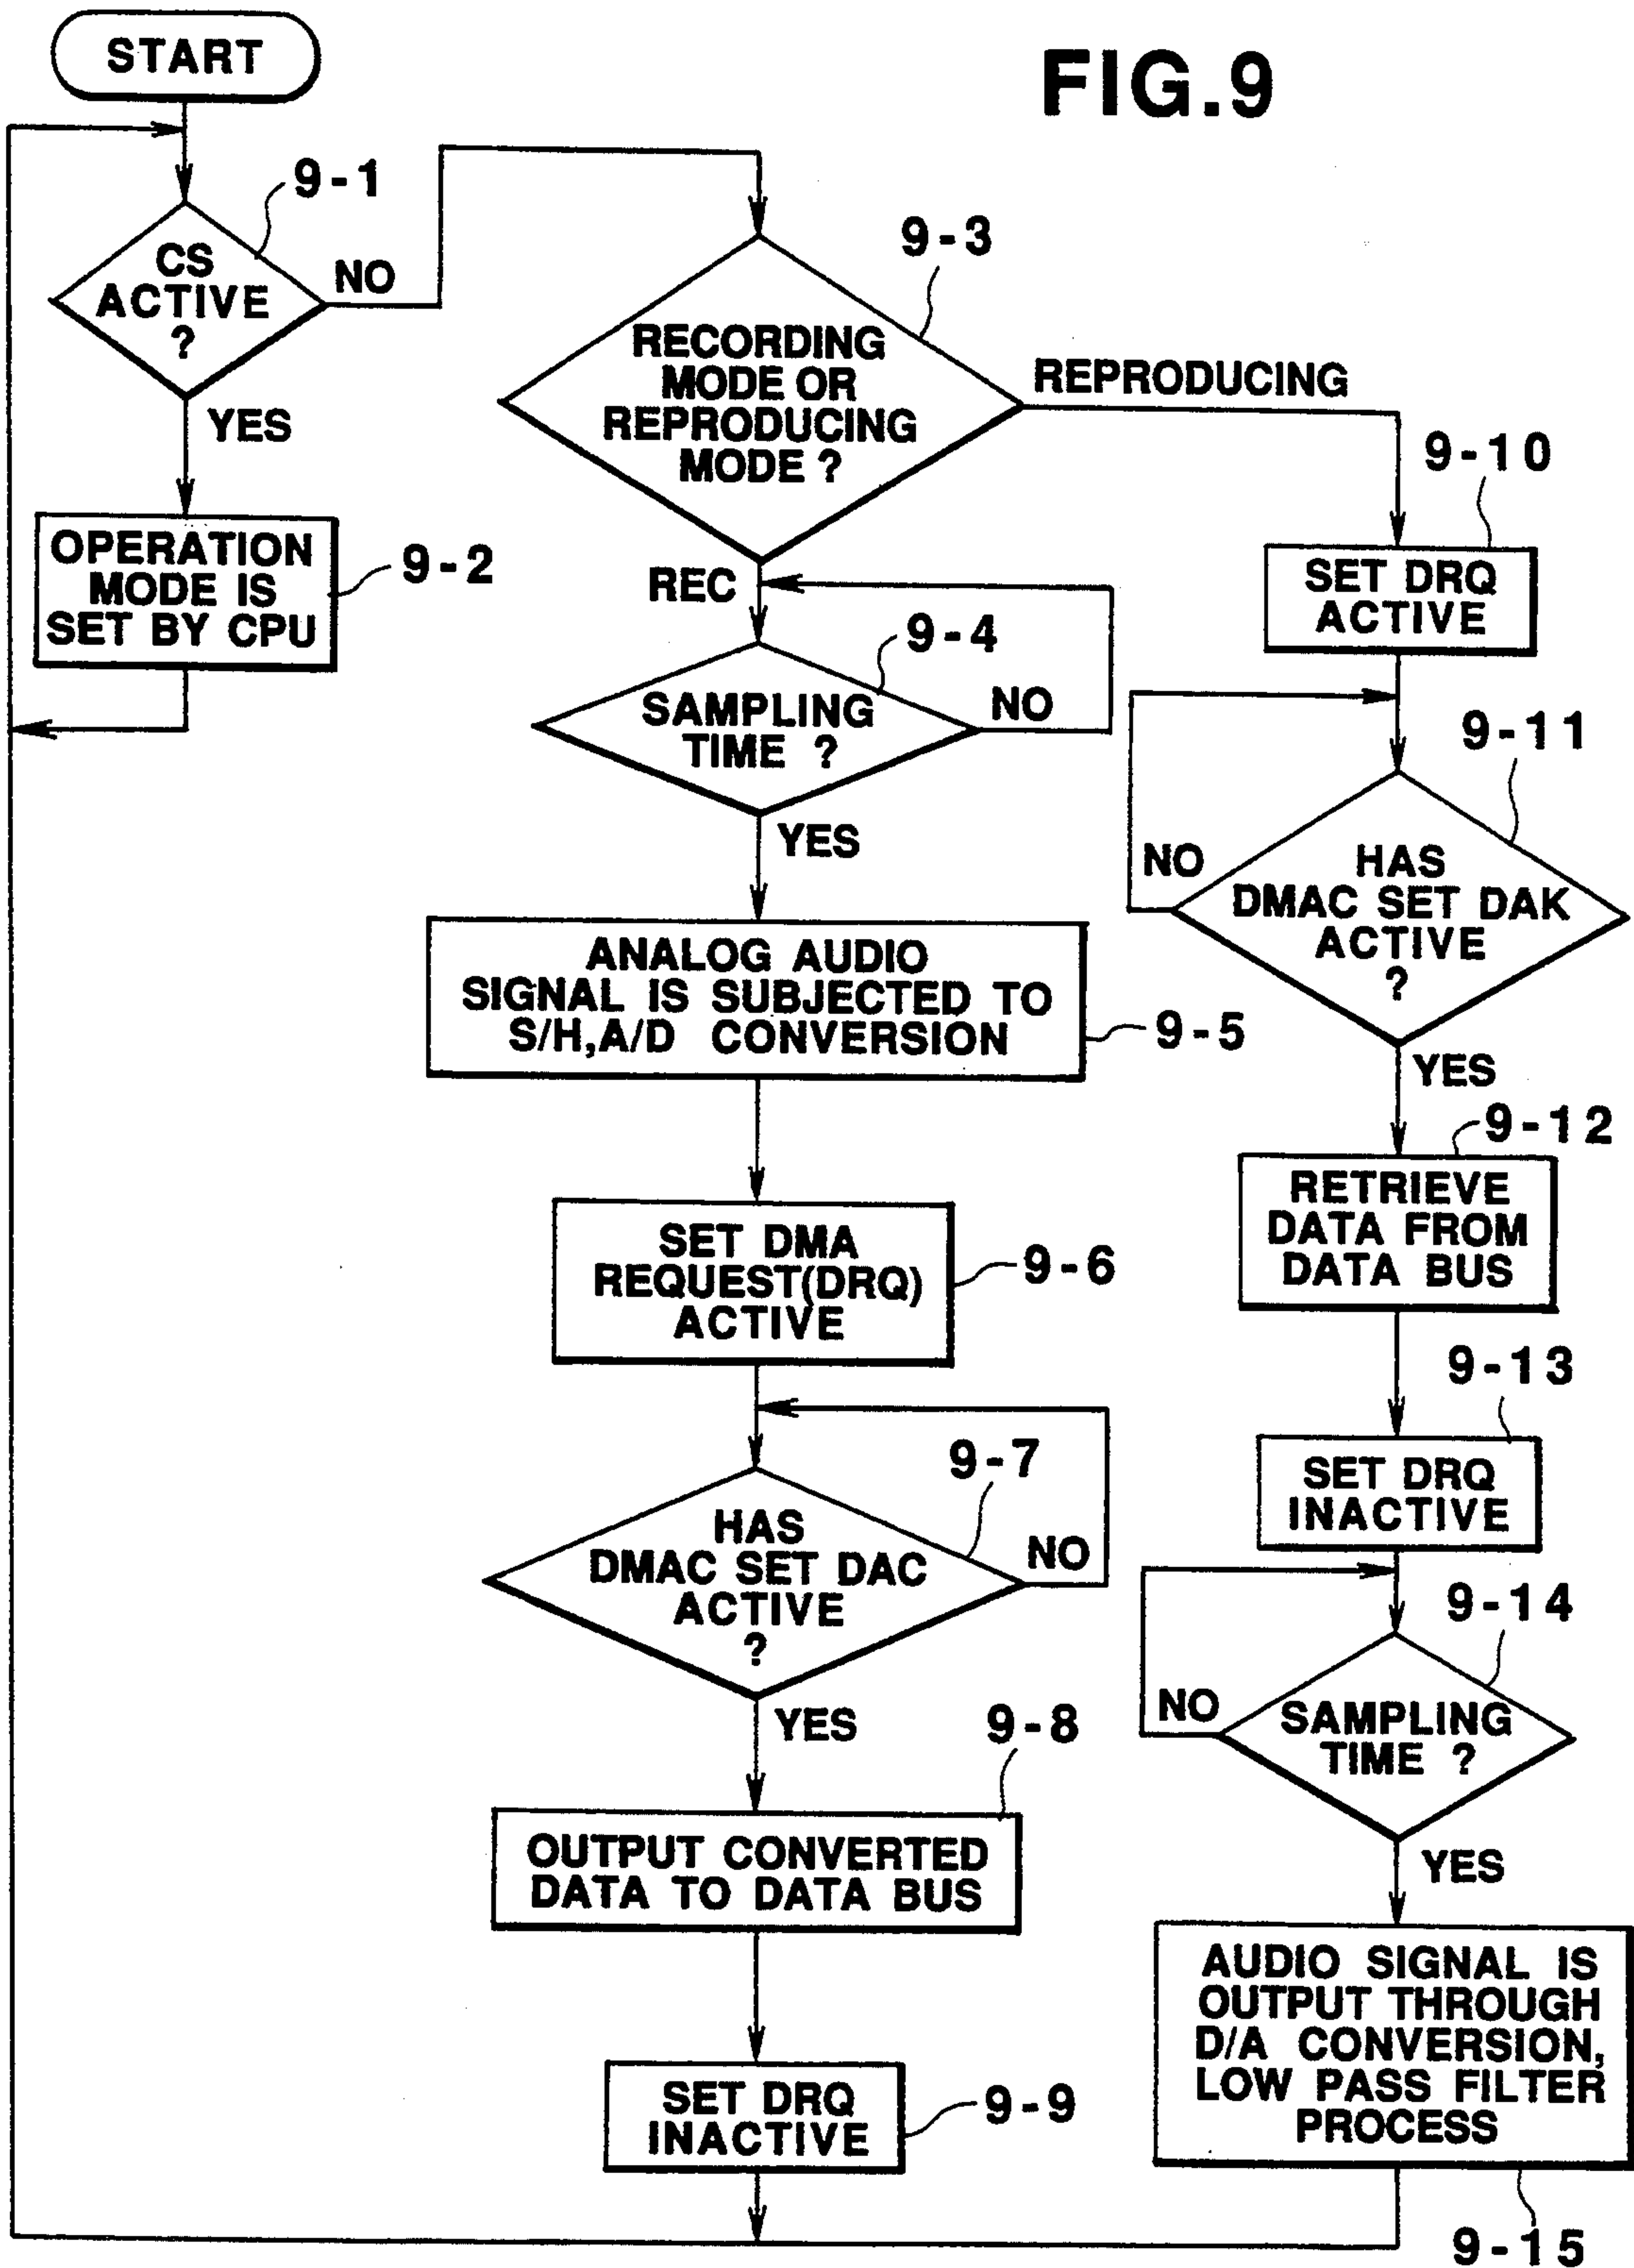 START
FIG.9
9-1
CS
ACTIVE
?
NO
YES
OPERATION
MODE IS
SET BY CPU
9-2
9-3
RECORDING
MODE OR
REPRODUCING
MODE ?
REPRODUCING
REC
9-4
SAMPLING
TIME ?
NO
YES
ANALOG AUDIO
SIGNAL IS SUBJECTED TO
S/H,A/D CONVERSION
9-5
SET DMA
REQUEST(DRQ)
ACTIVE
9-6
9-7
HAS
DMAC SET DAC
ACTIVE
?
NO
YES
9-8
OUTPUT CONVERTED
DATA TO DATA BUS
SET DRQ
INACTIVE
9-9
9-10
SET DRQ
ACTIVE
9-11
NO
HAS
DMAC SET DAK
ACTIVE
?
YES
9-12
RETRIEVE
DATA FROM
DATA BUS
9-13
SET DRQ
INACTIVE
9-14
NO
SAMPLING
TIME ?
YES
AUDIO SIGNAL IS
OUTPUT THROUGH
D/A CONVERSION,
LOW PASS FILTER
PROCESS
9-15